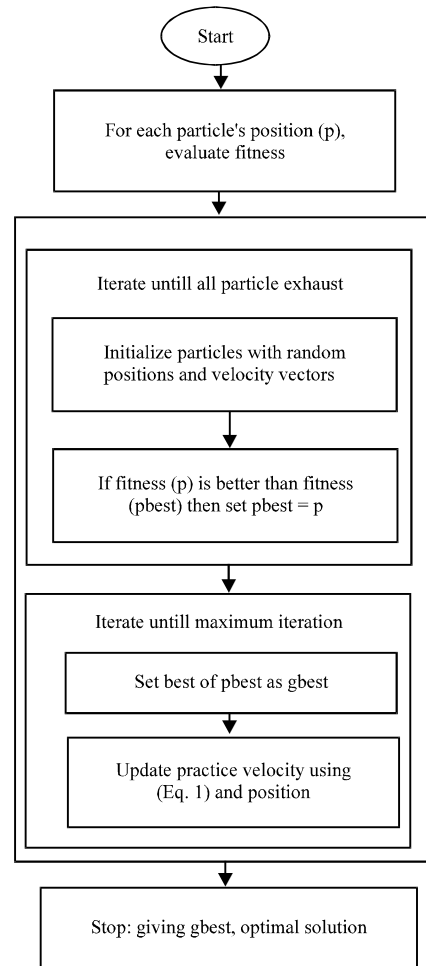 Start
For each particle's position (p),
evaluate fitness
Iterate untill all particle exhaust
Initialize particles with random
positions and velocity vectors
If fitness (p) is better than fitness
(pbest) then set pbest = p
Iterate untill maximum iteration
Set best of pbest as gbest
Update practice velocity using
(Eq. 1) and position
Stop: giving gbest, optimal solution